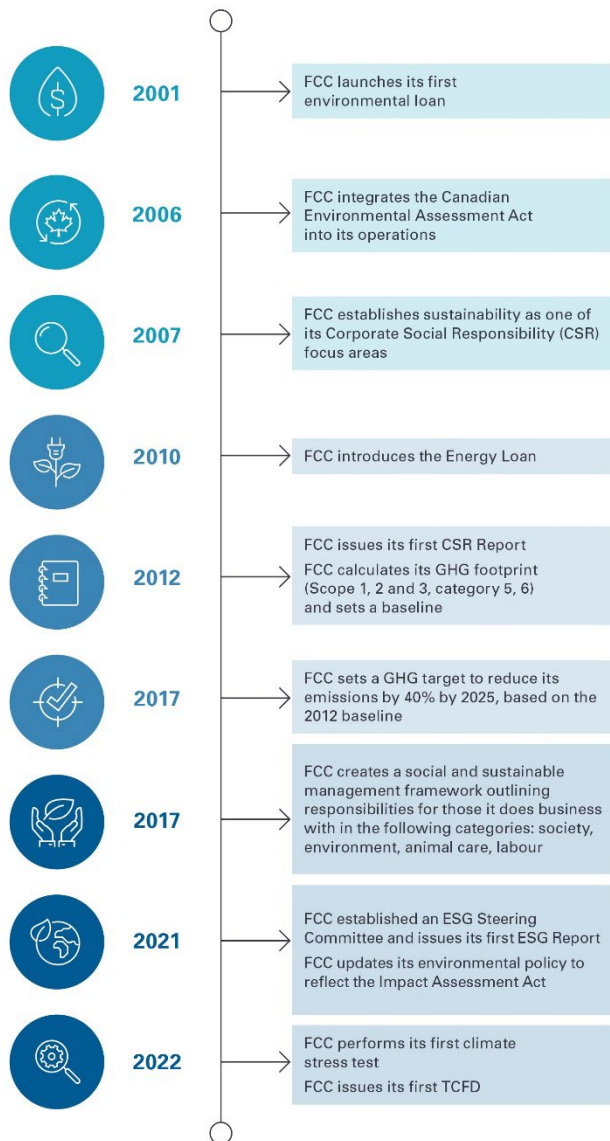 2001
FCC launches its first
environmental loan
2006
FCC integrates the Canadian
Environmental Assessment Act
into its operations
2007
FCC establishes sustainability as one of
its Corporate Social Responsibility (CSR)
focus areas
2010
FCC introduces the Energy Loan
2012
FCC issues its first CSR Report
FCC calculates its GHG footprint
(Scope 1, 2 and 3, category 5, 6)
and sets a baseline
2017
FCC sets a GHG target to reduce its
emissions by 40% by 2025, based on the
2012 baseline
2017
FCC creates a social and sustainable
management framework outlining
responsibilities for those it does business
with in the following categories: society,
environment, animal care, labour
2021
FCC established an ESG Steering
Committee and issues its first ESG Report
FCC updates its environmental policy to
reflect the Impact Assessment Act
2022
FCC performs its first climate
stress test
FCC issues its first TCFD